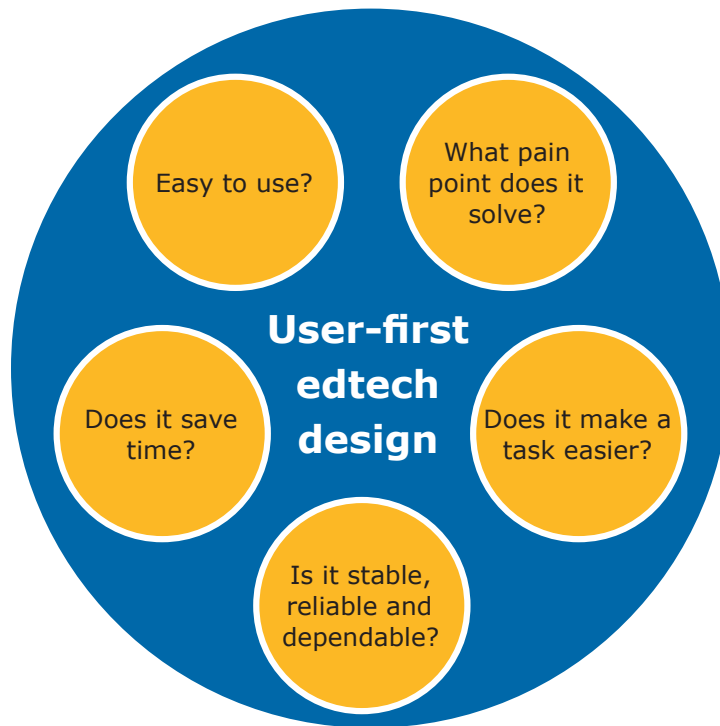 Easy to use?
What pain
point does it
solve?
User-first
edtech
design
Does it save
time?
Does it make a
task easier?
Is it stable,
reliable and
dependable?